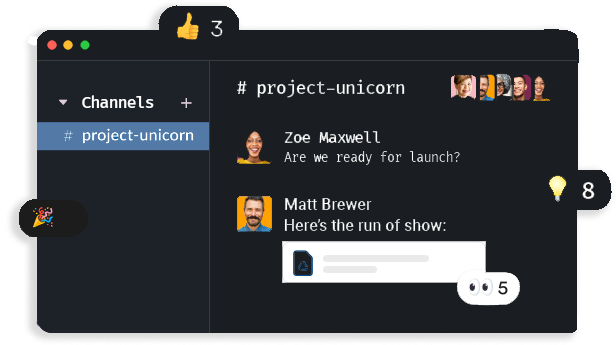 👍 3
Channels +
# project-unicorn
# project-unicorn
Zoe Maxwell
Are we ready for launch?
💡 8
Matt Brewer
Here's the run of show:
🎉
👀 5